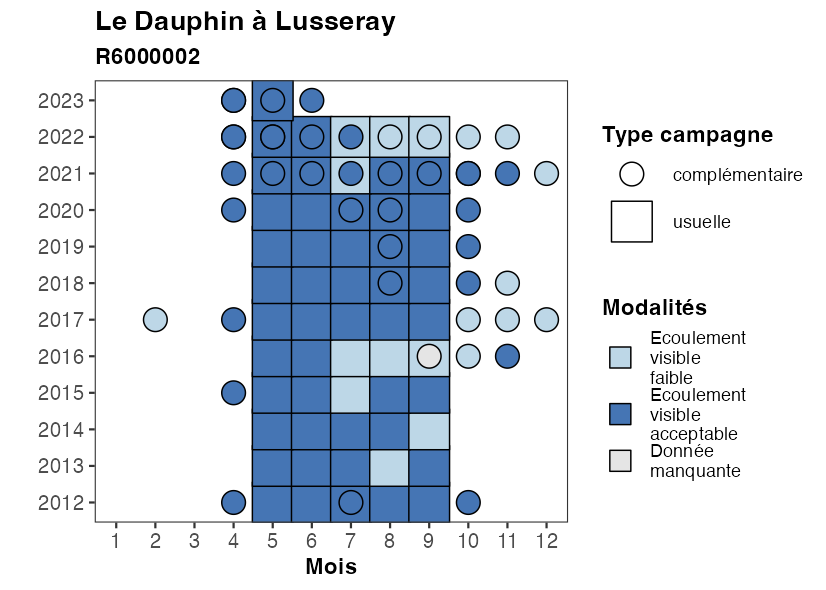 Le Dauphin à Lusseray
R6000002
2023
2022
2021
2020
2019
2018
2017
2016
2015
2014
2013
2012
1 2 3 4 5 6 7 8 9 10 11 12
Mois
Type campagne
complémentaire
usuelle
Modalités
Ecoulement
visible
faible
Ecoulement
visible
acceptable
Donnée
manquante